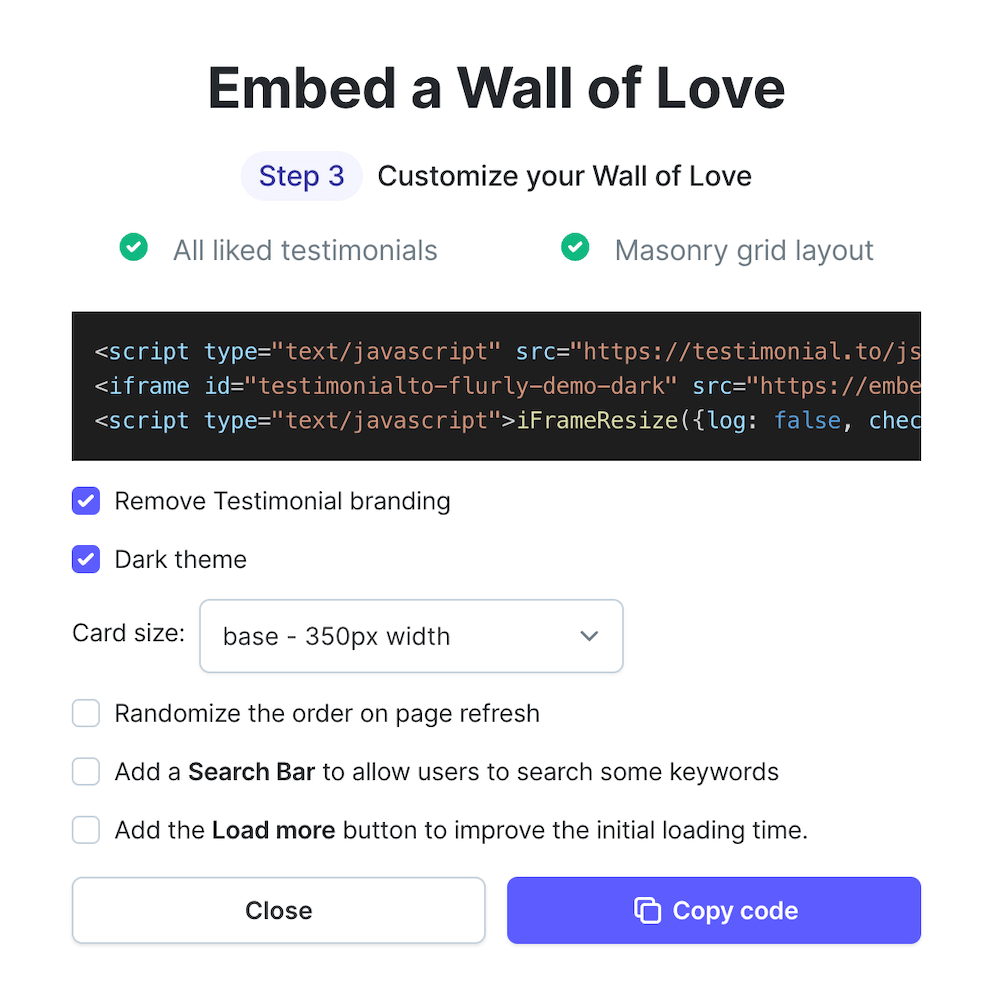 Embed a Wall of Love
Step 3 Customize your Wall of Love
All liked testimonials Masonry grid layout
<script type="text/javascript" src="https://testimonial.to/js
<iframe id="testimonialto-flurly-demo-dark" src="https://embe
<script type="text/javascript">iFrameResize({log: false, chec
Remove Testimonial branding
Dark theme
Card size: base - 350px width
Randomize the order on page refresh
Add a Search Bar to allow users to search some keywords
Add the Load more button to improve the initial loading time.
Close Copy code